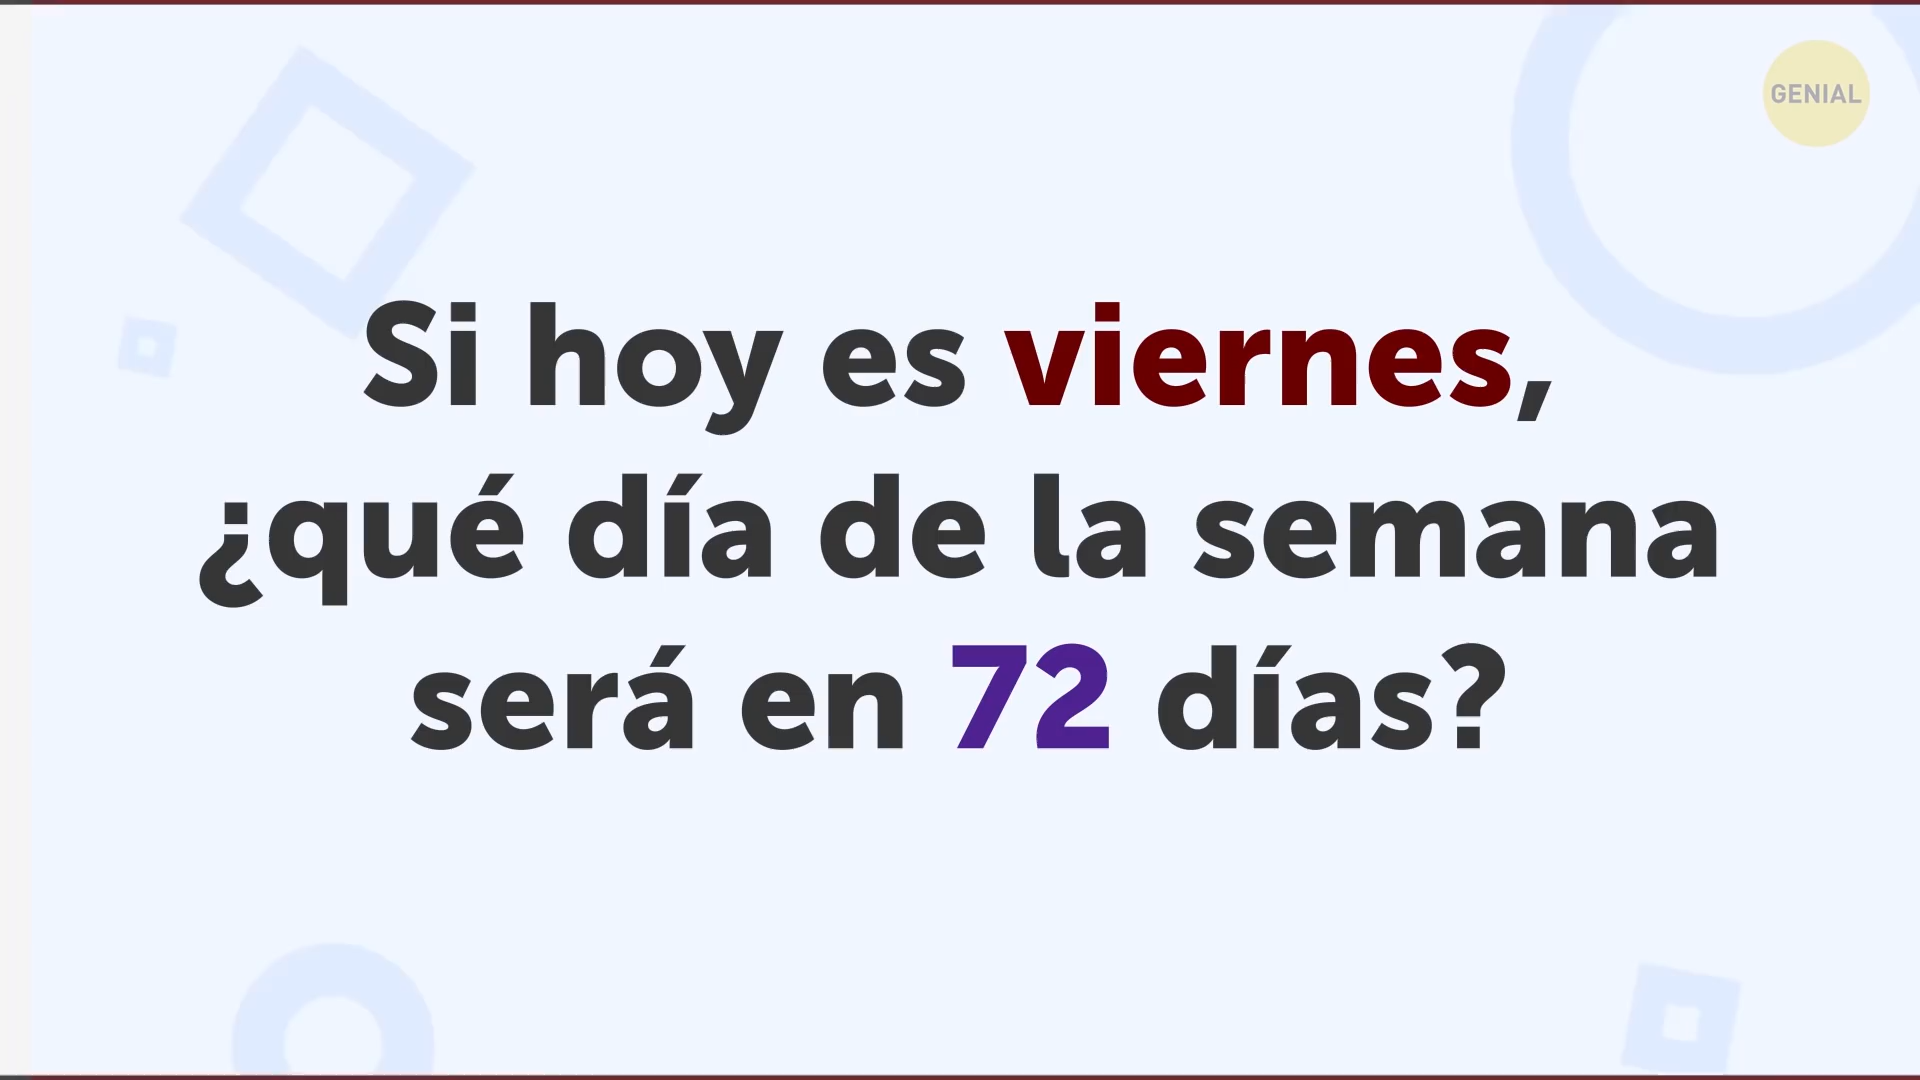 GENIAL
Si hoy es viernes,
¿qué día de la semana
será en 72 días?